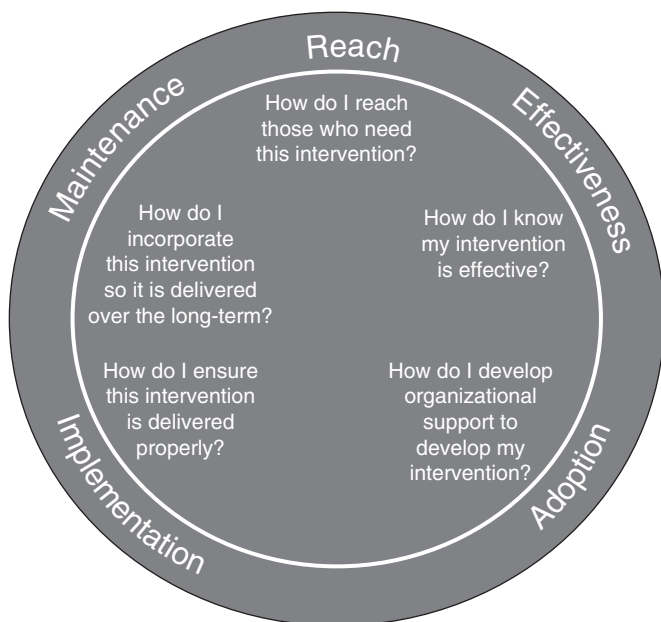 Reach
How do I reach
those who need
this intervention?
Effectiveness
How do I know
my intervention
is effective?
Adoption
How do I develop
organizational
support to
develop my
intervention?
Implementation
How do I ensure
this intervention
is delivered
properly?
Maintenance
How do I
incorporate
this intervention
so it is delivered
over the long-term?